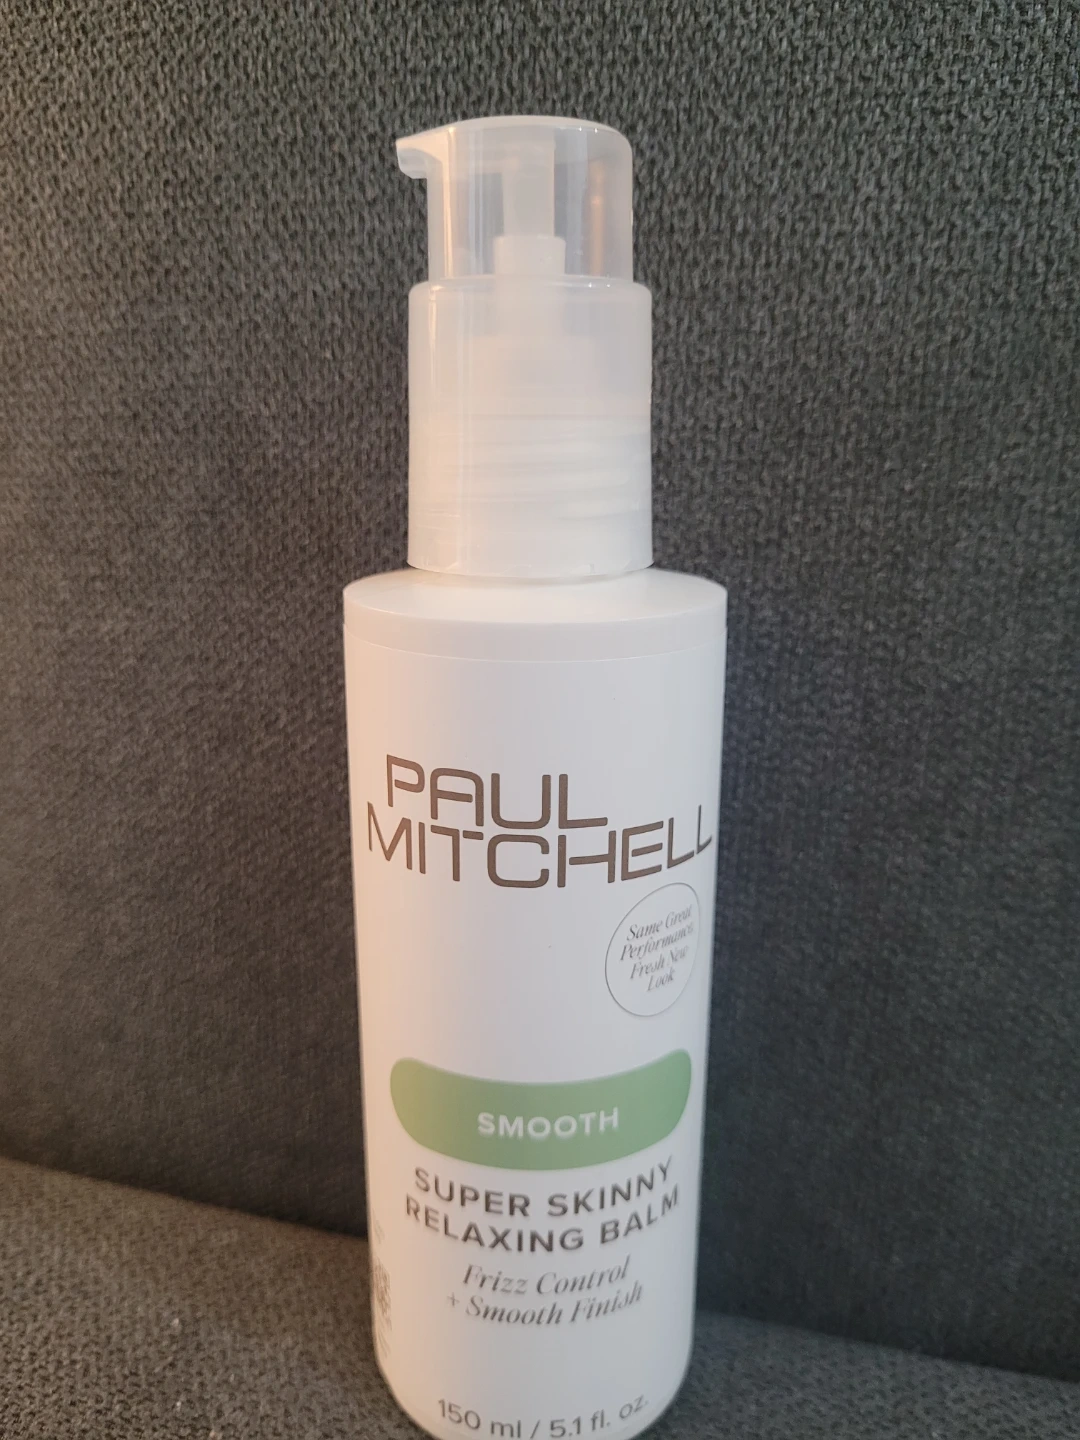 PAUL
MITCHELL
Same Great
Performance,
Fresh New
Look
SMOOTH
SUPER SKINNY
RELAXING BALM
Frizz Control
+ Smooth Finish
150 ml / 5.1 fl. oz.